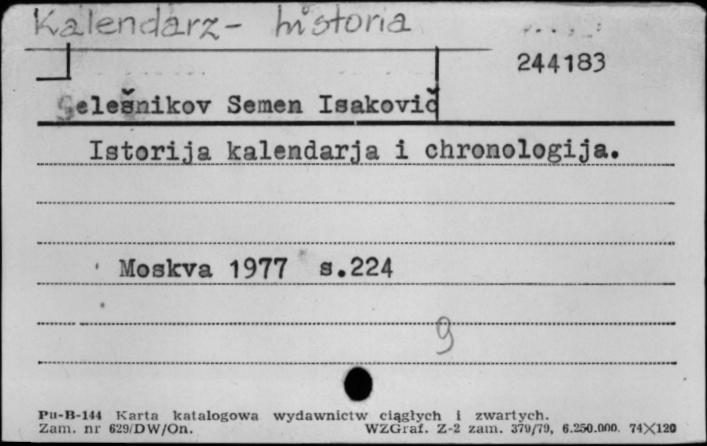 Kalendarz - historia
244183
Selešnikov Semen Isakovič
Istorija kalendarja i chronologija.
Moskva 1977 s.224
9
Pu-B-144 Karta katalogowa wydawnictw ciągłych i zwartych.
Zam. nr 629/DW/On. WZGraf. Z-2 zam. 379/79, 6.250.000. 74X120